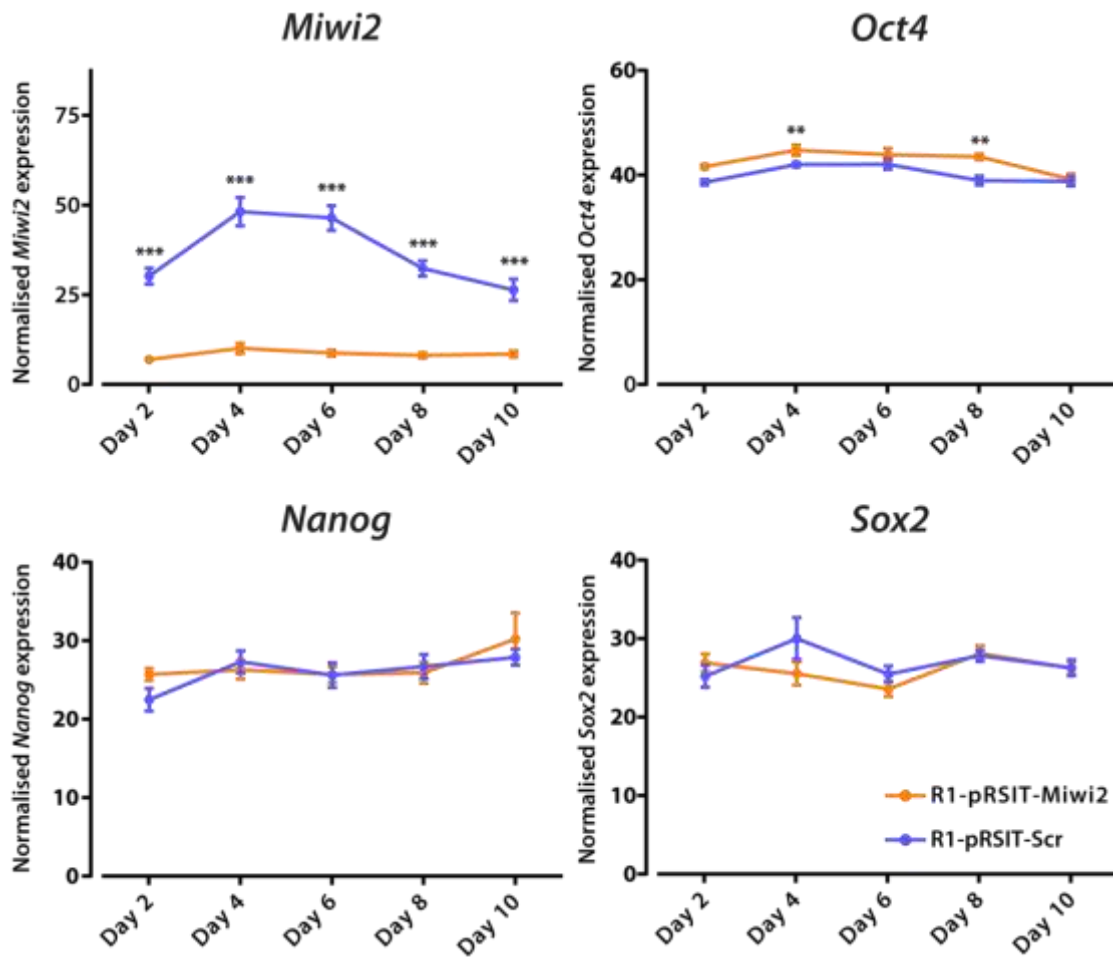 Miwi2
Normalised Miwi2 expression
75
50
25
0
***
***
***
***
***
Day 2
Day 4
Day 6
Day 8
Day 10
Oct4
Normalised Oct4 expression
60
40
20
0
**
**
Day 2
Day 4
Day 6
Day 8
Day 10
Nanog
Normalised Nanog expression
40
30
20
10
0
Day 2
Day 4
Day 6
Day 8
Day 10
Sox2
Normalised Sox2 expression
40
30
20
10
0
R1-pRSIT-Miwi2
R1-pRSIT-Scr
Day 2
Day 4
Day 6
Day 8
Day 10